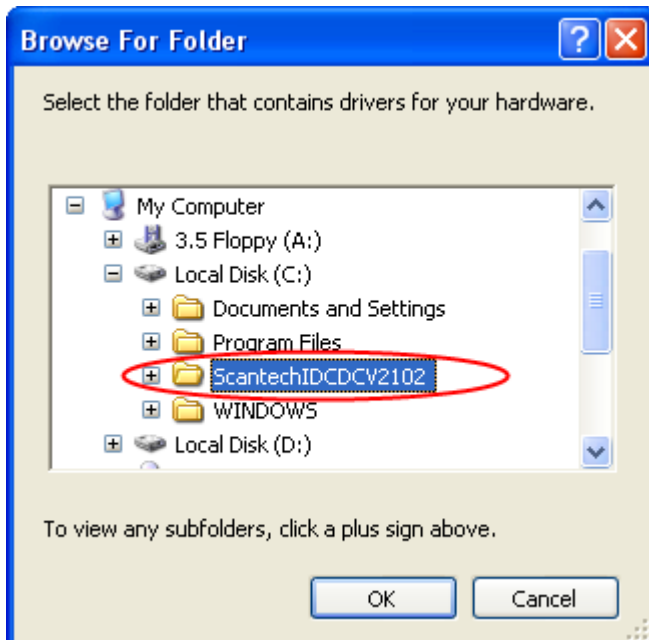 Browse For Folder
Select the folder that contains drivers for your hardware.
My Computer
3.5 Floppy (A:)
Local Disk (C:)
Documents and Settings
Program Files
ScantechIDCDCV2102
WINDOWS
Local Disk (D:)
To view any subfolders, click a plus sign above.
OK Cancel